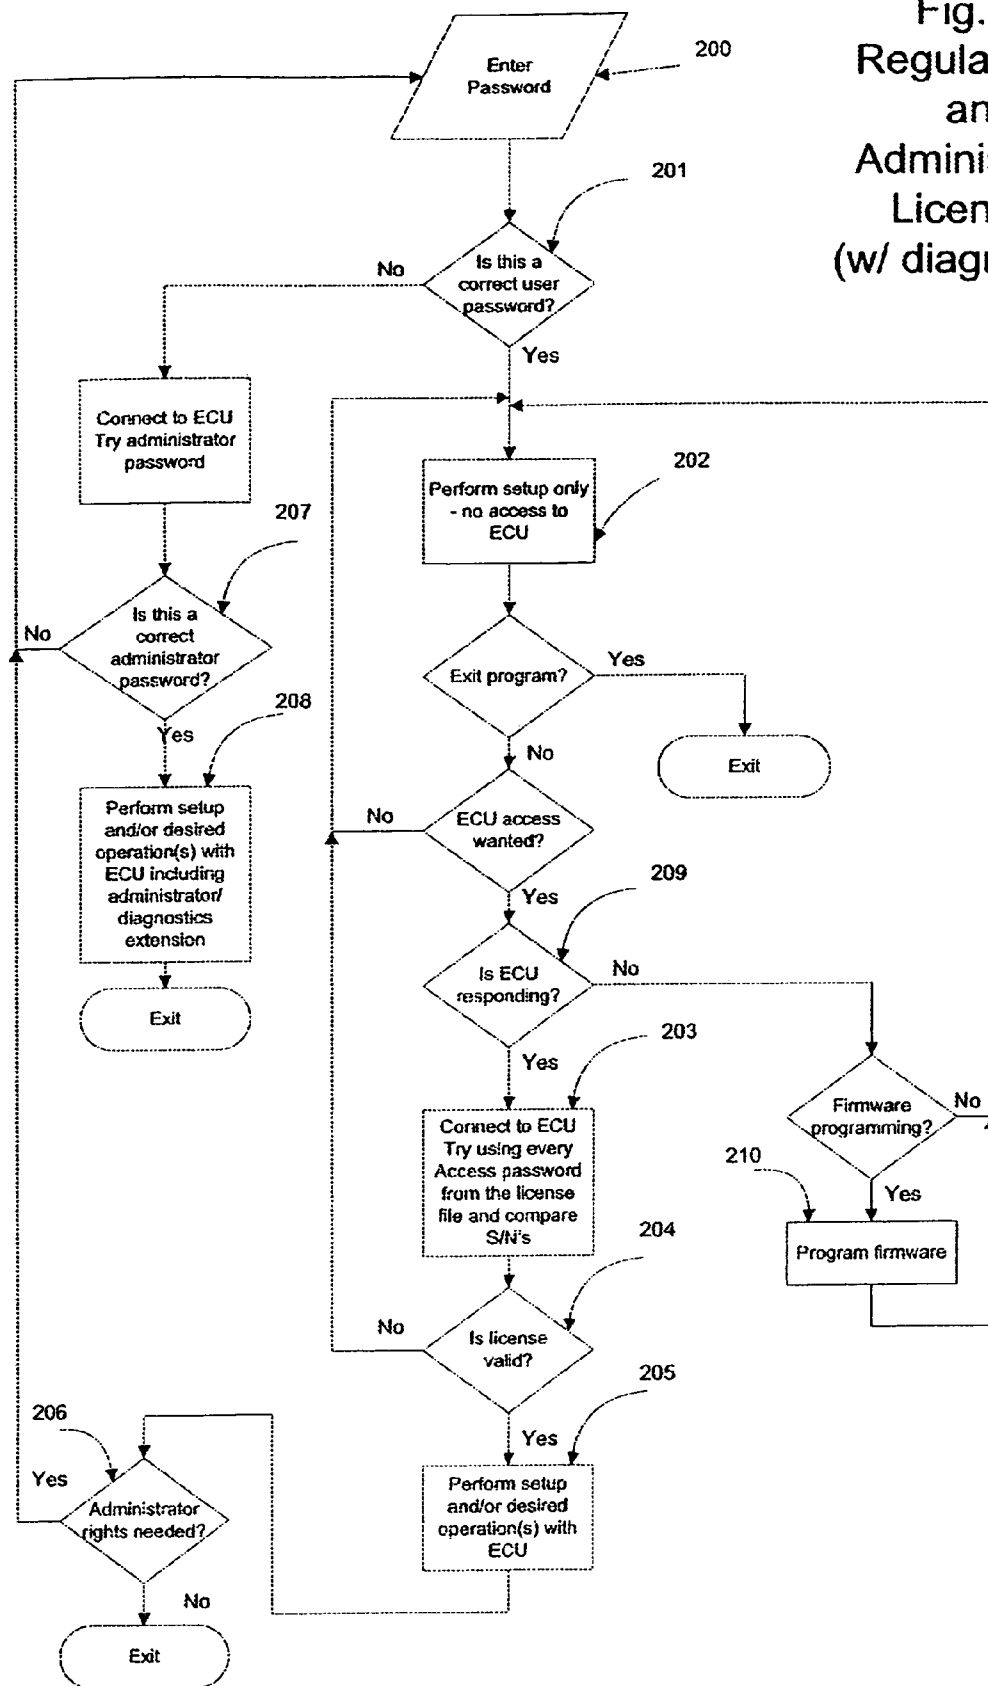 Fig.
Regula
an
Adminis
Licen
(w/ diagn
Enter
Password
200
201
Is this a
correct user
password?
No
Yes
Connect to ECU
Try administrator
password
202
Perform setup only
- no access to
ECU
207
Is this a
correct
administrator
password?
No
Yes
Exit program?
Yes
No
Exit
208
Perform setup
and/or desired
operation(s) with
ECU including
administrator/
diagnostics
extension
Exit
ECU access
wanted?
No
Yes
209
Is ECU
responding?
No
Yes
203
Connect to ECU
Try using every
Access password
from the license
file and compare
S/N's
Firmware
programming?
No
Yes
210
Program firmware
204
Is license
valid?
No
Yes
205
Perform setup
and/or desired
operation(s) with
ECU
206
Administrator
rights needed?
Yes
No
Exit